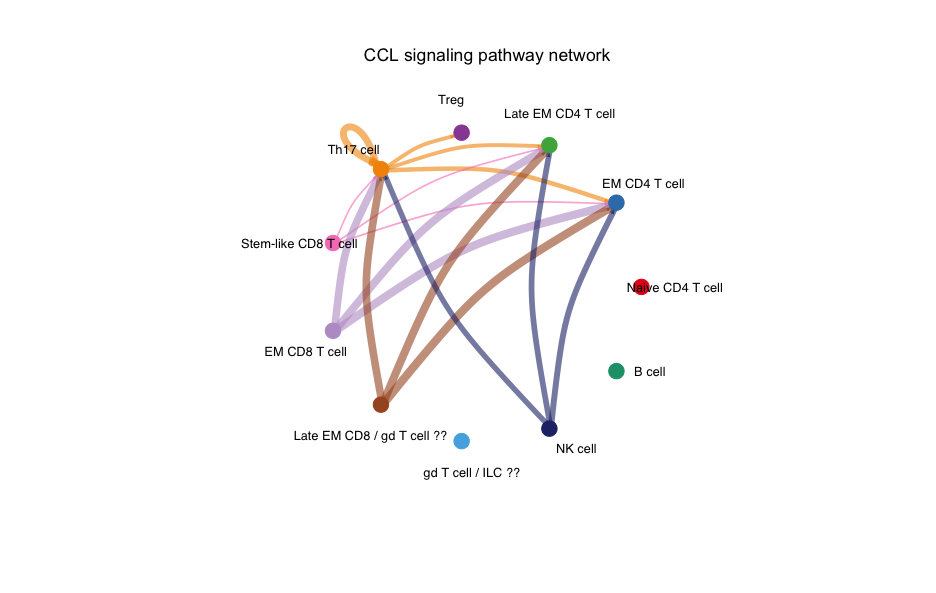 CCL signaling pathway network
Treg
Late EM CD4 T cell
Th17 cell
EM CD4 T cell
Stem-like CD8 T cell
Naive CD4 T cell
EM CD8 T cell
B cell
Late EM CD8 / gd T cell ??
NK cell
gd T cell / ILC ??